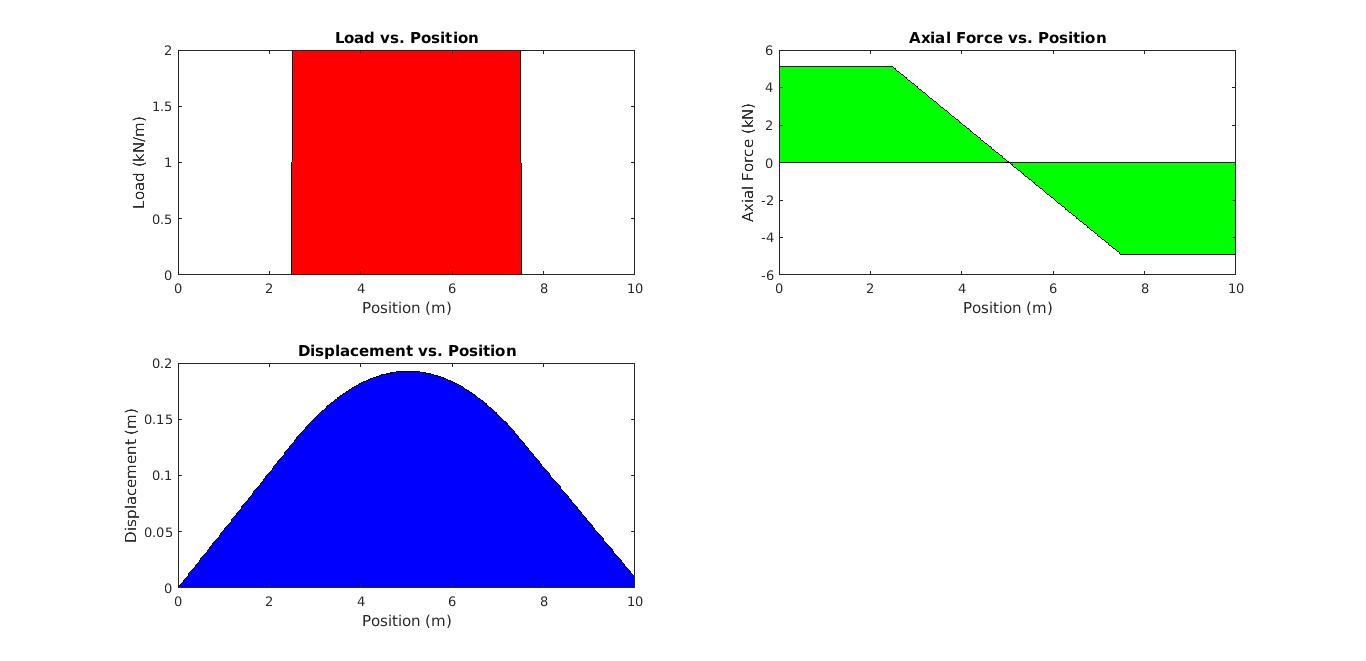 Load vs. Position
2
1.5
1
0.5
0
Load (kN/m)
0 2 4 6 8 10
Position (m)
Axial Force vs. Position
6
4
2
0
-2
-4
-6
Axial Force (kN)
0 2 4 6 8 10
Position (m)
Displacement vs. Position
0.2
0.15
0.1
0.05
0
Displacement (m)
0 2 4 6 8 10
Position (m)